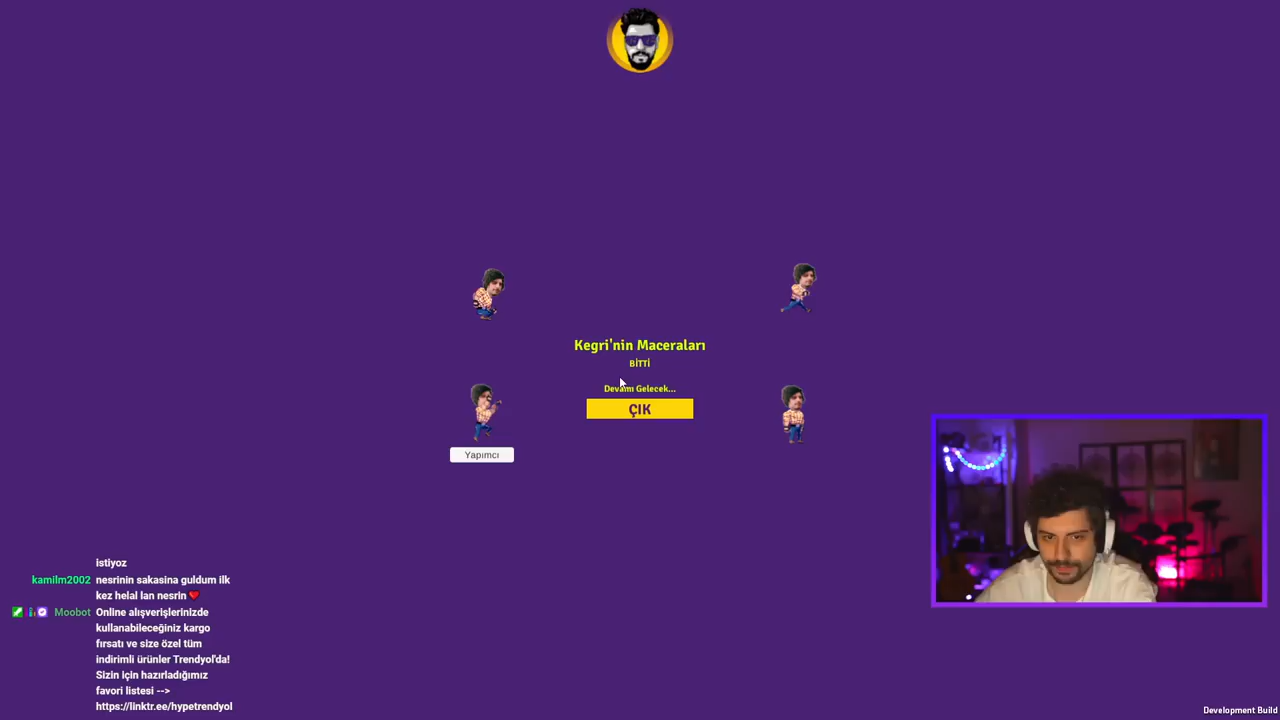 Kegri'nin Maceraları
BİTTİ
Devamı Gelecek...
ÇIK
Yapımcı
istiyoz
kamilm2002 nesrinin sakasina guldum ilk
kez helal lan nesrin ❤️
Moobot Online alışverişlerinizde
kullanabileceğiniz kargo
fırsatı ve size özel tüm
indirimli ürünler Trendyol'da!
Sizin için hazırladığımız
favori listesi -->
https://linktr.ee/hypetrendyol
Development Build